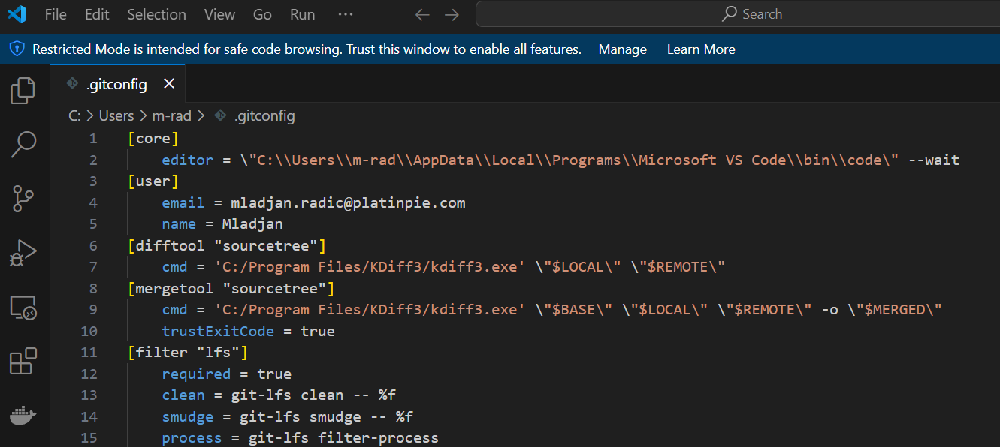 File Edit Selection View Go Run ··· ← → Search
Restricted Mode is intended for safe code browsing. Trust this window to enable all features. Manage Learn More
.gitconfig ×
C: > Users > m-rad > .gitconfig
1 [core]
2 editor = \"C:\\Users\\m-rad\\AppData\\Local\\Programs\\Microsoft VS Code\\bin\\code\" --wait
3 [user]
4 email = mladjan.radic@platinpie.com
5 name = Mladjan
6 [difftool "sourcetree"]
7 cmd = 'C:/Program Files/KDiff3/kdiff3.exe' \"$LOCAL\" \"$REMOTE\"
8 [mergetool "sourcetree"]
9 cmd = 'C:/Program Files/KDiff3/kdiff3.exe' \"$BASE\" \"$LOCAL\" \"$REMOTE\" -o \"$MERGED\"
10 trustExitCode = true
11 [filter "lfs"]
12 required = true
13 clean = git-lfs clean -- %f
14 smudge = git-lfs smudge -- %f
15 process = git-lfs filter-process